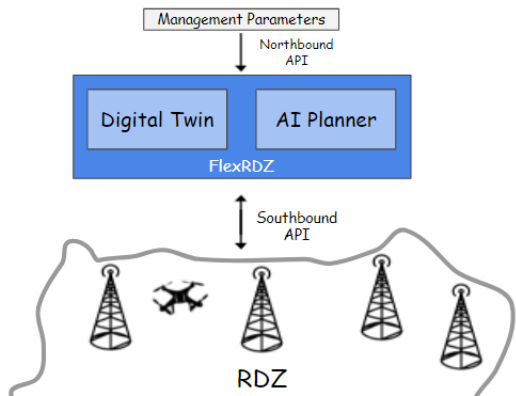 Management Parameters
Northbound
API
Digital Twin
AI Planner
FlexRDZ
Southbound
API
RDZ